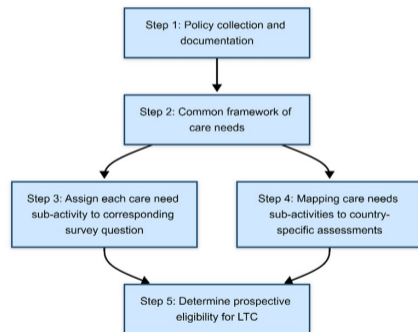 Step 1: Policy collection and
documentation
Step 2: Common framework of
care needs
Step 3: Assign each care need
sub-activity to corresponding
survey question
Step 4: Mapping care needs
sub-activities to country-
specific assessments
Step 5: Determine prospective
eligibility for LTC